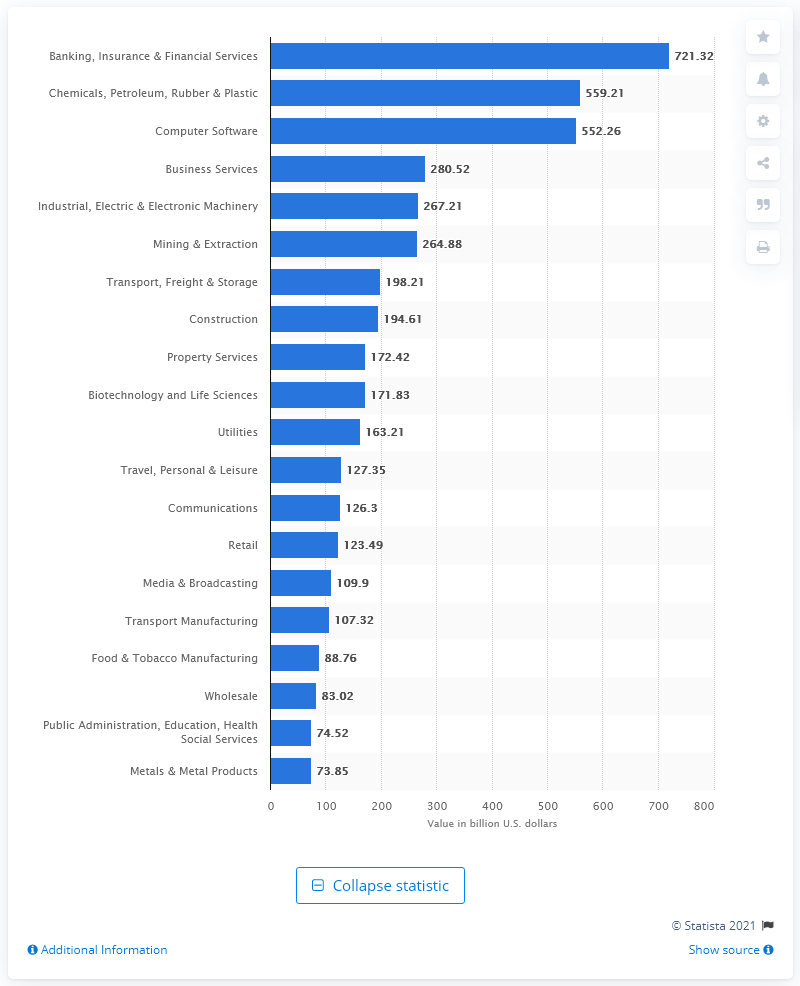 Banking, Insurance & Financial Services 721.32
Chemicals, Petroleum, Rubber & Plastic 559.21
Computer Software 552.26
Business Services 280.52
Industrial, Electric & Electronic Machinery 267.21
Mining & Extraction 264.88
Transport, Freight & Storage 198.21
Construction 194.61
Property Services 172.42
Biotechnology and Life Sciences 171.83
Utilities 163.21
Travel, Personal & Leisure 127.35
Communications 126.3
Retail 123.49
Media & Broadcasting 109.9
Transport Manufacturing 107.32
Food & Tobacco Manufacturing 88.76
Wholesale 83.02
Public Administration, Education, Health
Social Services 74.52
Metals & Metal Products 73.85
0 100 200 300 400 500 600 700 800
Value in billion U.S. dollars
Collapse statistic
© Statista 2021
Additional Information Show source